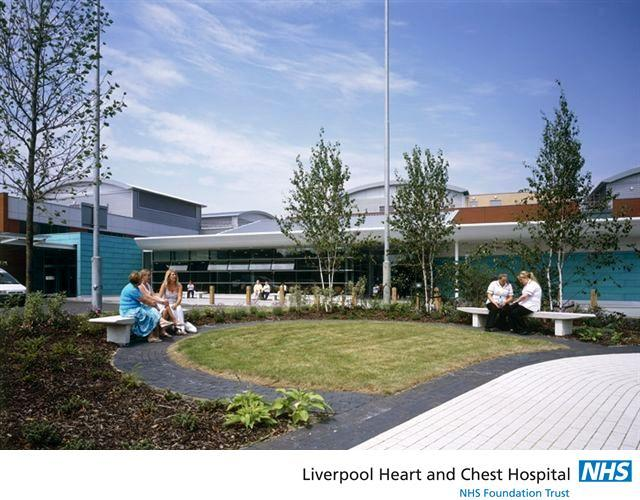 Liverpool Heart and Chest Hospital NHS
NHS Foundation Trust